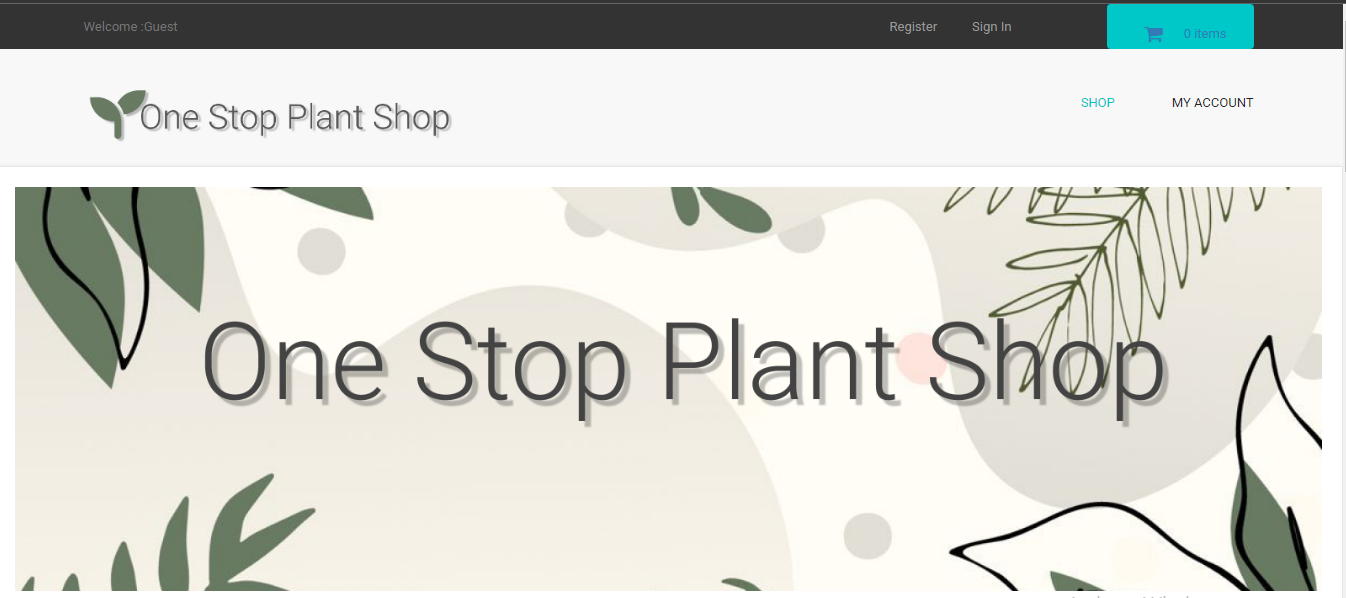 Welcome :Guest
Register
Sign In
0 items
One Stop Plant Shop
SHOP
MY ACCOUNT
One Stop Plant Shop